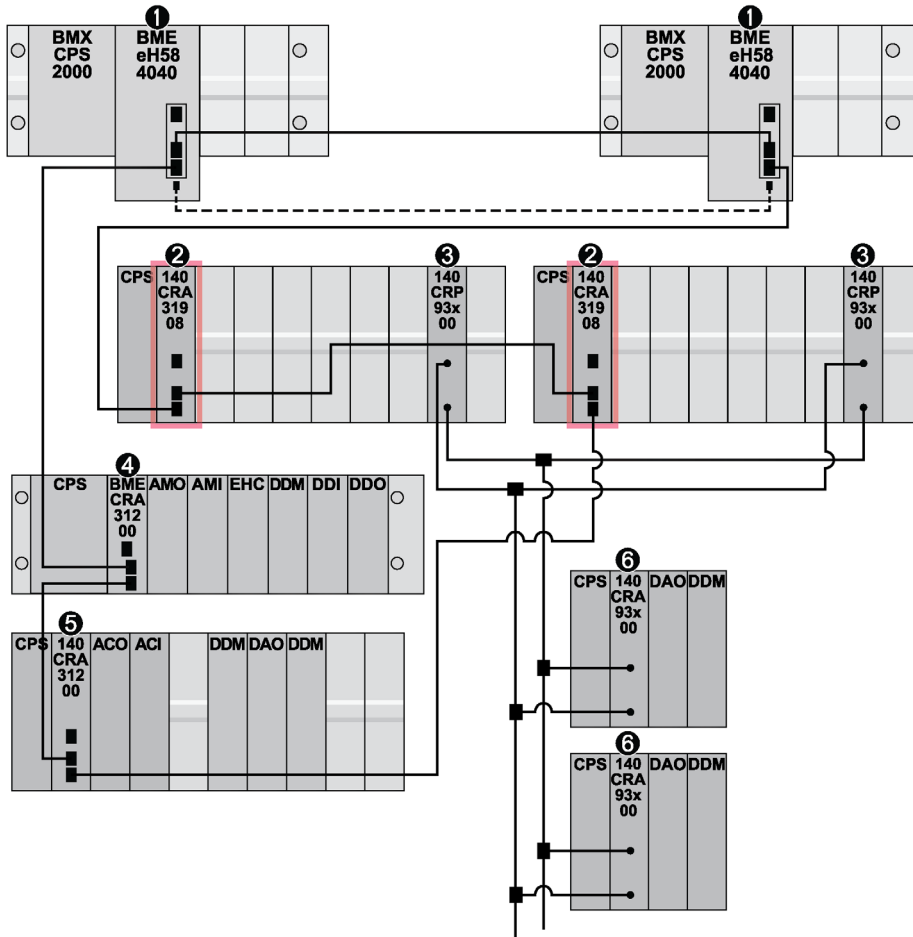 1
1
BMX
CPS
2000
BME
eH58
4040
BMX
CPS
2000
BME
eH58
4040
2
3
2
3
CPS
140
CRA
319
08
140
CRP
93x
00
CPS
140
CRA
319
08
140
CRP
93x
00
4
CPS
BME
CRA
312
00
AMO
AMI
EHC
DDM
DDI
DDO
5
CPS
140
CRA
312
00
ACO
ACI
DDM
DAO
DDM
6
CPS
140
CRA
93x
00
DAO
DDM
6
CPS
140
CRA
93x
00
DAO
DDM